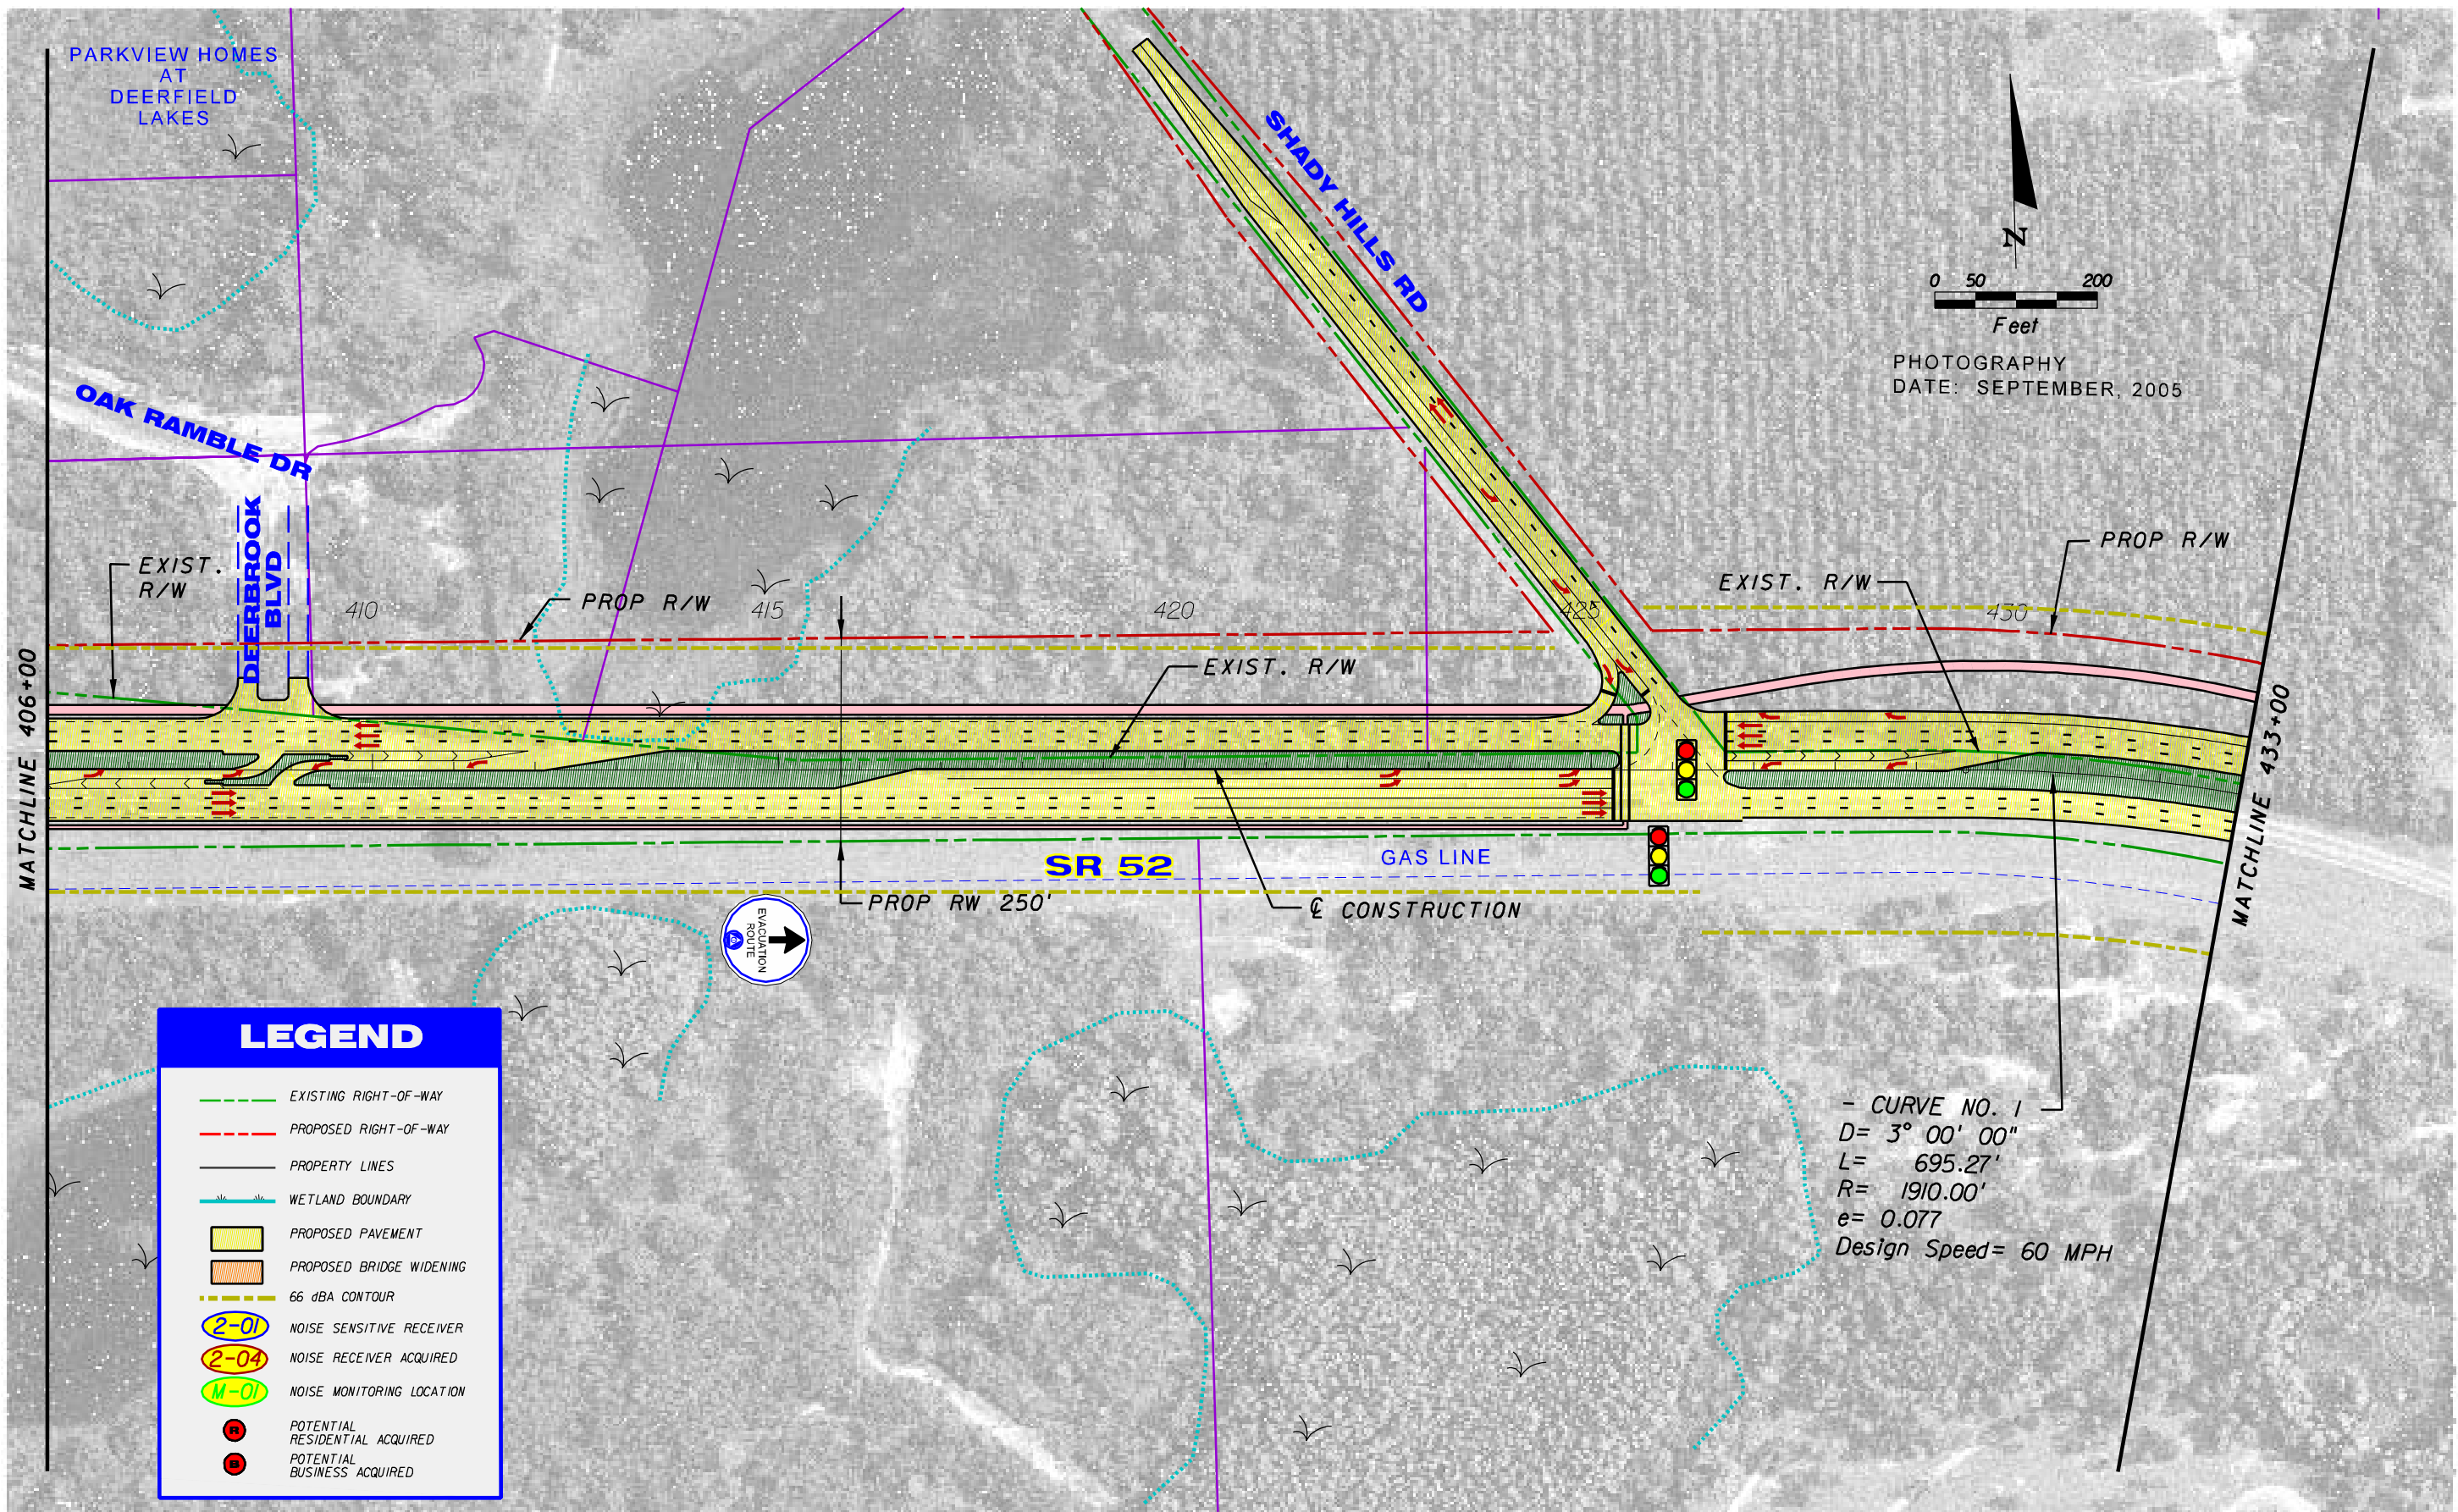 PARKVIEW HOMES
AT
DEERFIELD
LAKES
SHADY HILLS RD
N
0 50 200
Feet
PHOTOGRAPHY
DATE: SEPTEMBER, 2005
OAK RAMBLE DR
DEERBROOK
BLVD
EXIST.
R/W
410
PROP R/W
415
420
425
EXIST. R/W
430
PROP R/W
EXIST. R/W
MATCHLINE 406+00
MATCHLINE 433+00
SR 52
GAS LINE
PROP RW 250'
℄ CONSTRUCTION
EVACUATION
ROUTE
LEGEND
EXISTING RIGHT-OF-WAY
PROPOSED RIGHT-OF-WAY
PROPERTY LINES
WETLAND BOUNDARY
PROPOSED PAVEMENT
PROPOSED BRIDGE WIDENING
66 dBA CONTOUR
2-01 NOISE SENSITIVE RECEIVER
2-04 NOISE RECEIVER ACQUIRED
M-01 NOISE MONITORING LOCATION
R POTENTIAL
RESIDENTIAL ACQUIRED
B POTENTIAL
BUSINESS ACQUIRED
- CURVE NO. 1
D= 3° 00' 00"
L= 695.27'
R= 1910.00'
e= 0.077
Design Speed= 60 MPH